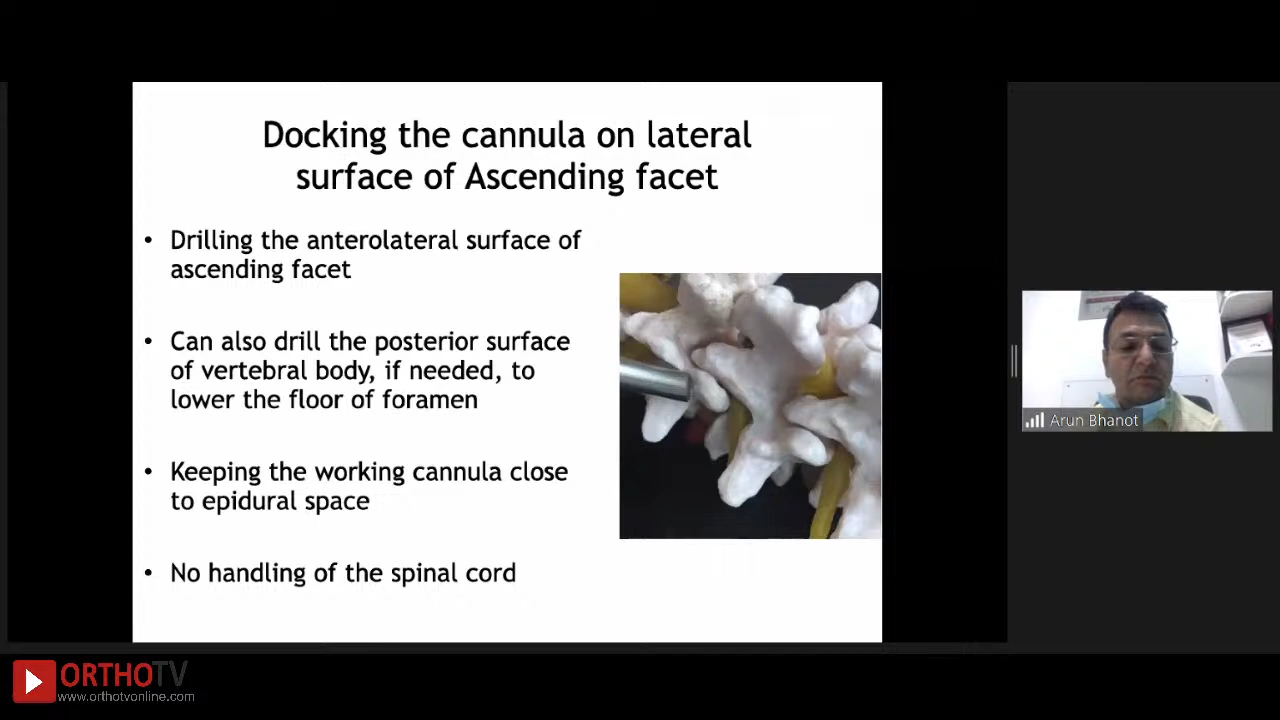 Docking the cannula on lateral
surface of Ascending facet
• Drilling the anterolateral surface of
ascending facet
• Can also drill the posterior surface
of vertebral body, if needed, to
lower the floor of foramen
• Keeping the working cannula close
to epidural space
• No handling of the spinal cord
Arun Bhanot
ORTHOTV
www.orthotvonline.com